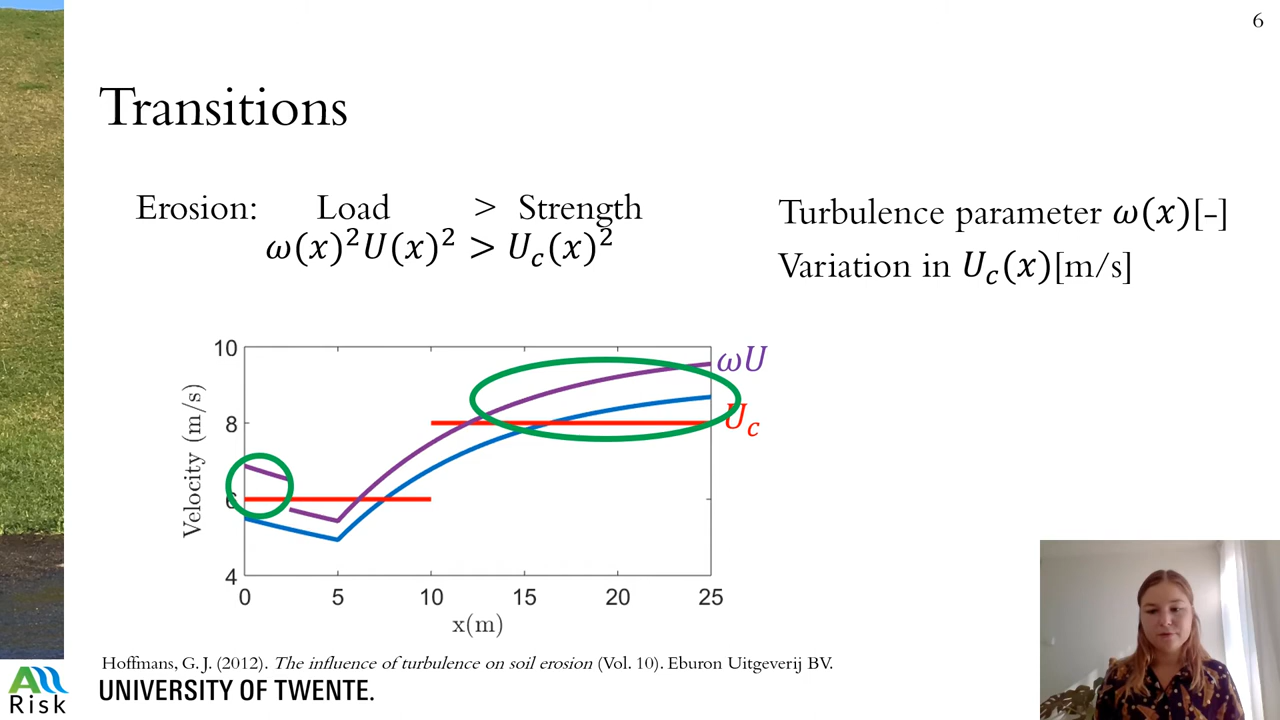 6
Transitions
Erosion: Load > Strength
ω(x)²U(x)² > U_c(x)²
Turbulence parameter ω(x)[-]
Variation in U_c(x)[m/s]
10
8
6
4
Velocity (m/s)
ωU
U_c
0 5 10 15 20 25
x(m)
Hoffmans, G. J. (2012). The influence of turbulence on soil erosion (Vol. 10). Eburon Uitgeverij BV.
All Risk
UNIVERSITY OF TWENTE.